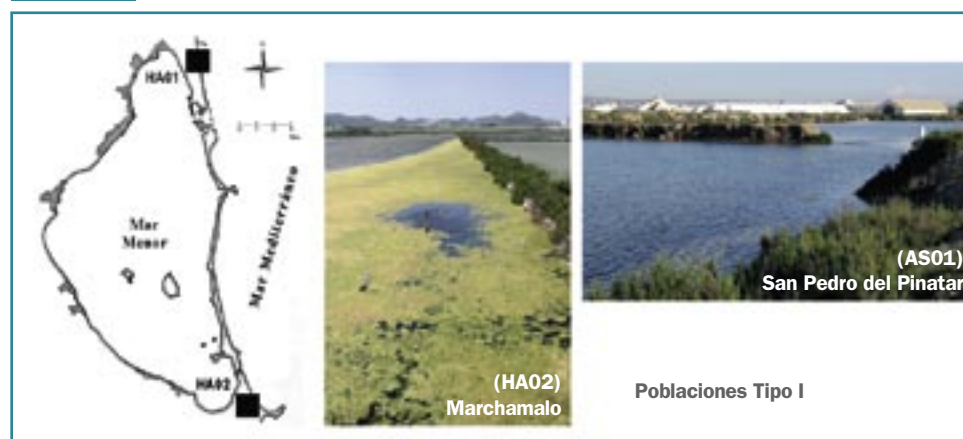 HA01
Mar
Menor
Mar Mediterráneo
HA02
(HA02)
Marchamalo
(AS01)
San Pedro del Pinatar
Poblaciones Tipo I